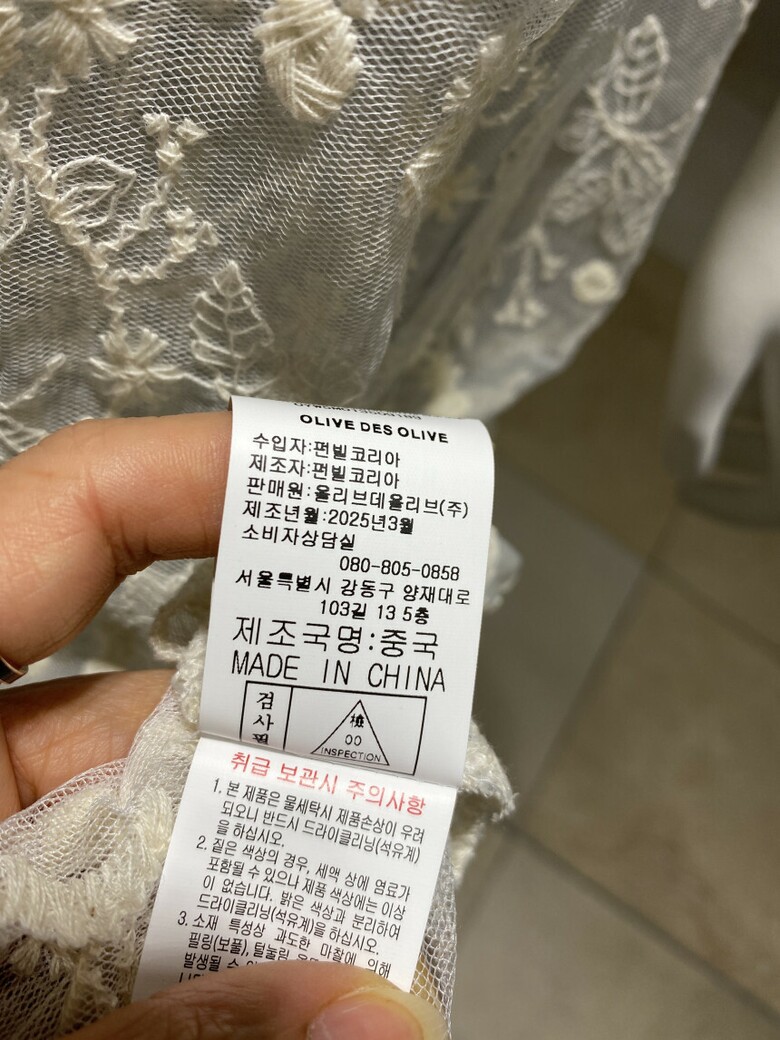 OLIVE DES OLIVE
수입자:펀빌코리아
제조자:펀빌코리아
판매원:올리브데올리브(주)
제조년월:2025년3월
소비자상담실
080-805-0858
서울특별시 강동구 양재대로
103길 13 5층
제조국명:중국
MADE IN CHINA
검
사
필
檢
00
INSPECTION
취급 보관시 주의사항
1. 본 제품은 물세탁시 제품손상이 우려
되오니 반드시 드라이클리닝(석유계)
을 하십시오.
2. 짙은 색상의 경우, 세액 상에 염료가
포함될 수 있으나 제품 색상에는 이상
이 없습니다. 밝은 색상과 분리하여
드라이클리닝(석유계)을 하십시오.
3. 소재 특성상 과도한 마찰에 의해
필링(보풀), 털눌림
발생될 수